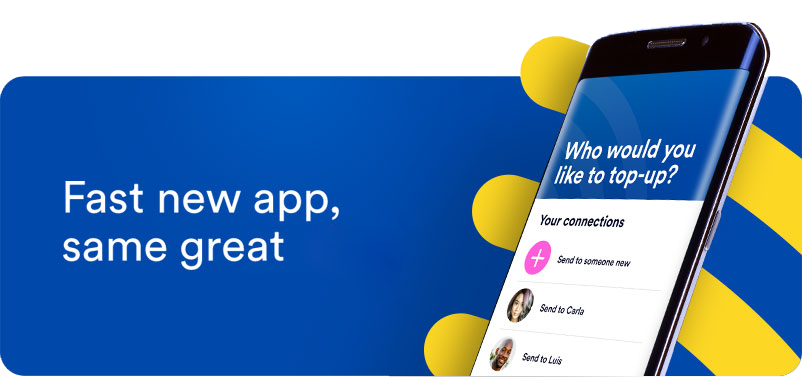 Fast new app,
same great
Who would you
like to top-up?
Your connections
Send to someone new
Send to Carla
Send to Luis